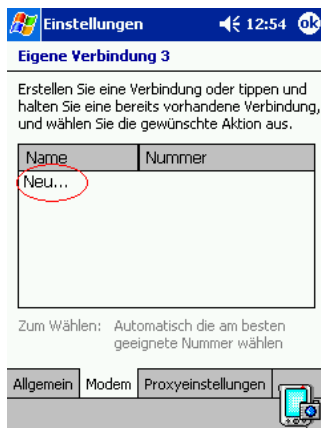 Einstellungen 12:54 ok
Eigene Verbindung 3
Erstellen Sie eine Verbindung oder tippen und
halten Sie eine bereits vorhandene Verbindung,
und wählen Sie die gewünschte Aktion aus.
Name Nummer
Neu...
Zum Wählen: Automatisch die am besten
geeignete Nummer wählen
Allgemein Modem Proxyeinstellungen